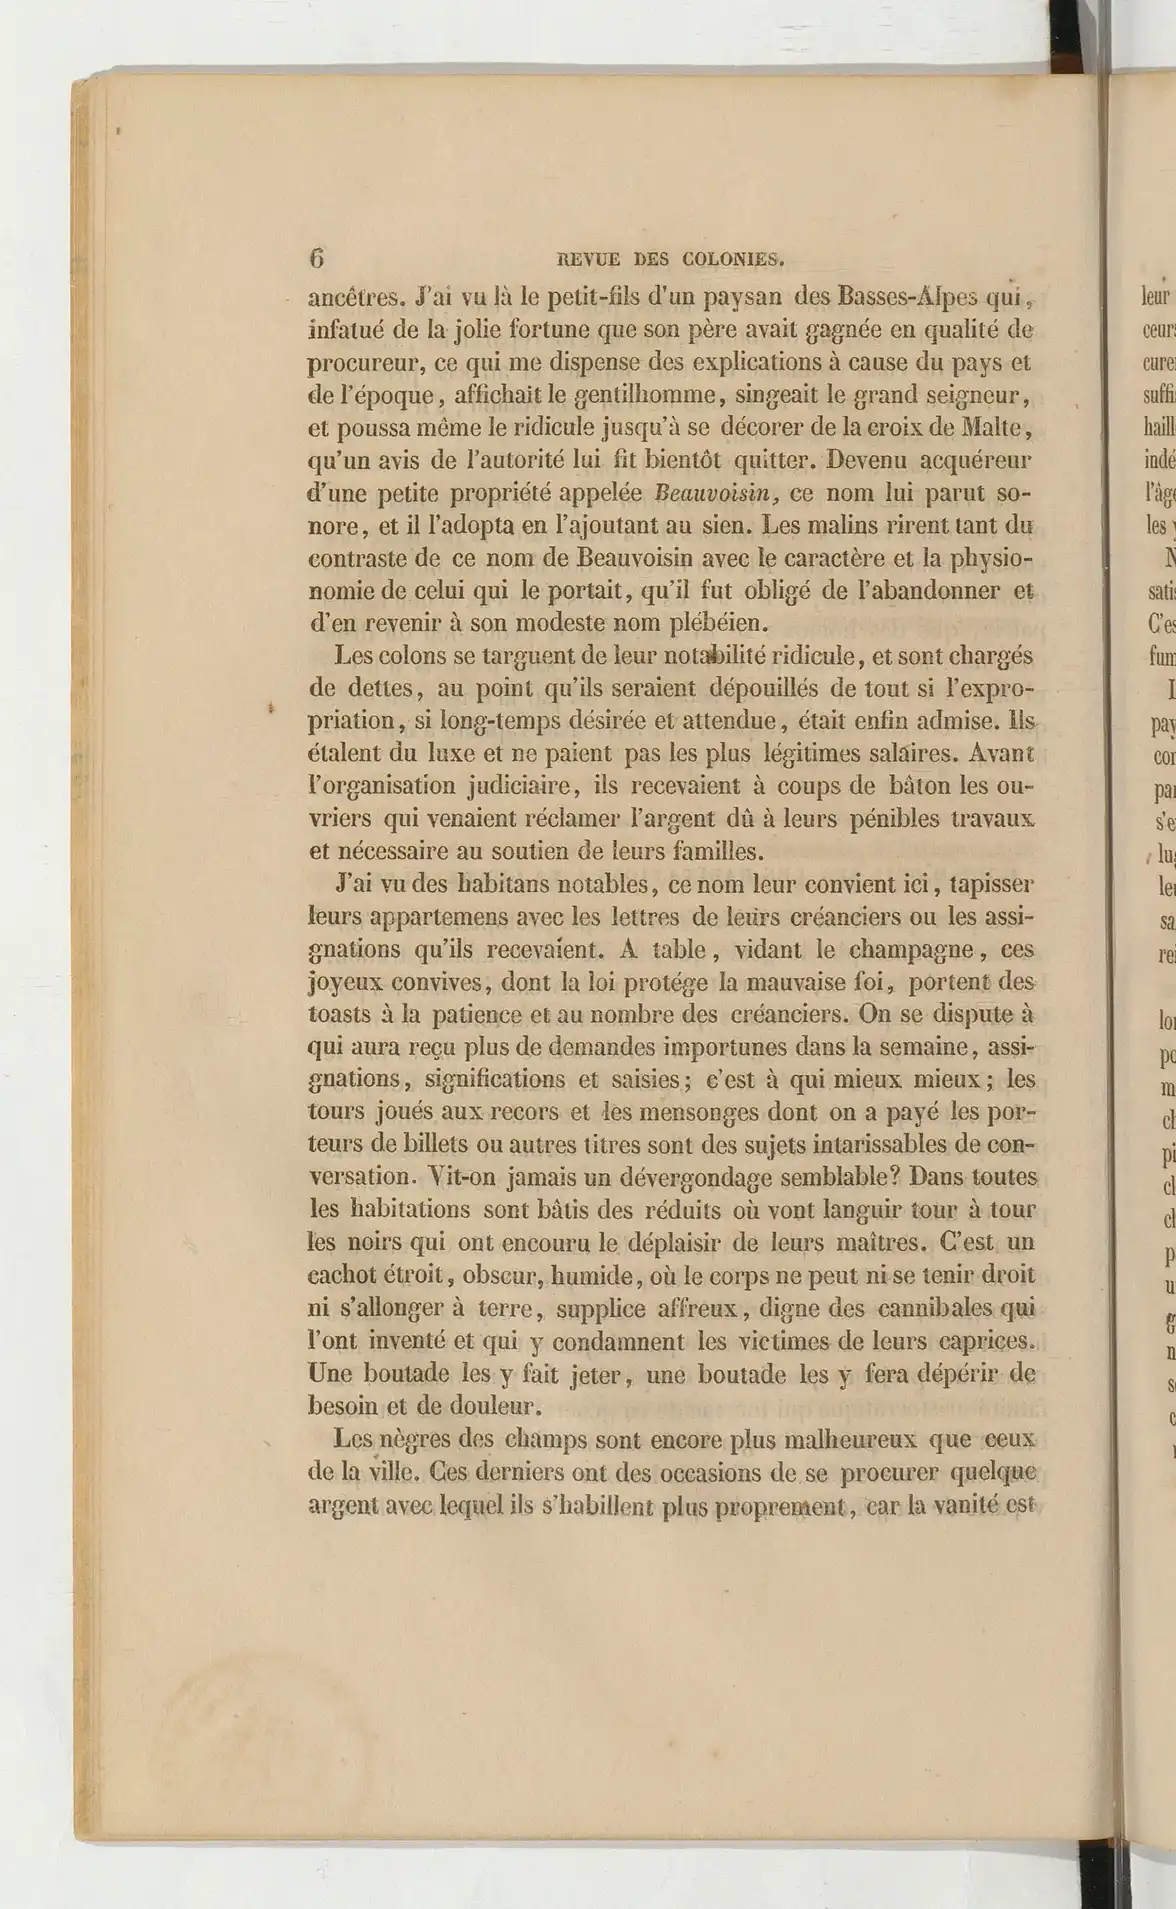 6 REVUE DES COLONIES.
ancêtres. J'ai vu là le petit-fils d'un paysan des Basses-Alpes qui,
infatué de la jolie fortune que son père avait gagnée en qualité de
procureur, ce qui me dispense des explications à cause du pays et
de l'époque, affichait le gentilhomme, singeait le grand seigneur,
et poussa même le ridicule jusqu'à se décorer de la croix de Malte,
qu'un avis de l'autorité lui fit bientôt quitter. Devenu acquéreur
d'une petite propriété appelée Beauvoisin, ce nom lui parut so-
nore, et il l'adopta en l'ajoutant au sien. Les malins rirent tant du
contraste de ce nom de Beauvoisin avec le caractère et la physio-
nomie de celui qui le portait, qu'il fut obligé de l'abandonner et
d'en revenir à son modeste nom plébéien.
Les colons se targuent de leur notabilité ridicule, et sont chargés
de dettes, au point qu'ils seraient dépouillés de tout si l'expro-
priation, si long-temps désirée et attendue, était enfin admise. Ils
étalent du luxe et ne paient pas les plus légitimes salaires. Avant
l'organisation judiciaire, ils recevaient à coups de bâton les ou-
vriers qui venaient réclamer l'argent dû à leurs pénibles travaux
et nécessaire au soutien de leurs familles.
J'ai vu des habitans notables, ce nom leur convient ici, tapisser
leurs appartemens avec les lettres de leurs créanciers ou les assi-
gnations qu'ils recevaient. A table, vidant le champagne, ces
joyeux convives, dont la loi protége la mauvaise foi, portent des
toasts à la patience et au nombre des créanciers. On se dispute à
qui aura reçu plus de demandes importunes dans la semaine, assi-
gnations, significations et saisies; c'est à qui mieux mieux; les
tours joués aux recors et les mensonges dont on a payé les por-
teurs de billets ou autres titres sont des sujets intarissables de con-
versation. Vit-on jamais un dévergondage semblable? Dans toutes
les habitations sont bâtis des réduits où vont languir tour à tour
les noirs qui ont encouru le déplaisir de leurs maîtres. C'est un
cachot étroit, obscur, humide, où le corps ne peut ni se tenir droit
ni s'allonger à terre, supplice affreux, digne des cannibales qui
l'ont inventé et qui y condamnent les victimes de leurs caprices.
Une boutade les y fait jeter, une boutade les y fera dépérir de
besoin et de douleur.
Les nègres des champs sont encore plus malheureux que ceux
de la ville. Ces derniers ont des occasions de se procurer quelque
argent avec lequel ils s'habillent plus proprement, car la vanité est